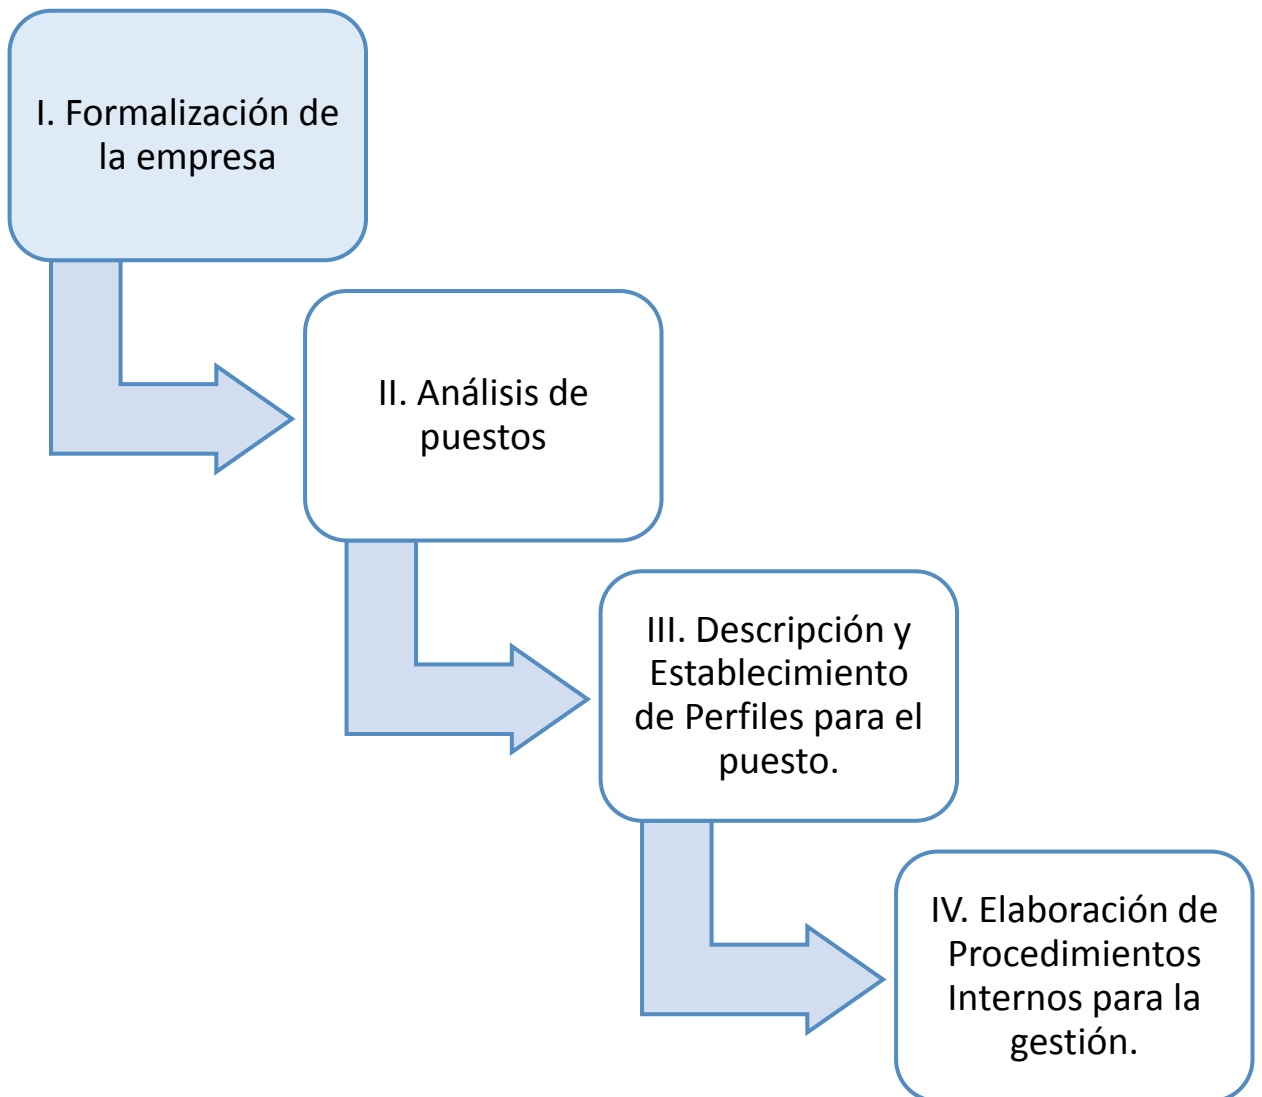 I. Formalización de
la empresa
II. Análisis de
puestos
III. Descripción y
Establecimiento
de Perfiles para el
puesto.
IV. Elaboración de
Procedimientos
Internos para la
gestión.